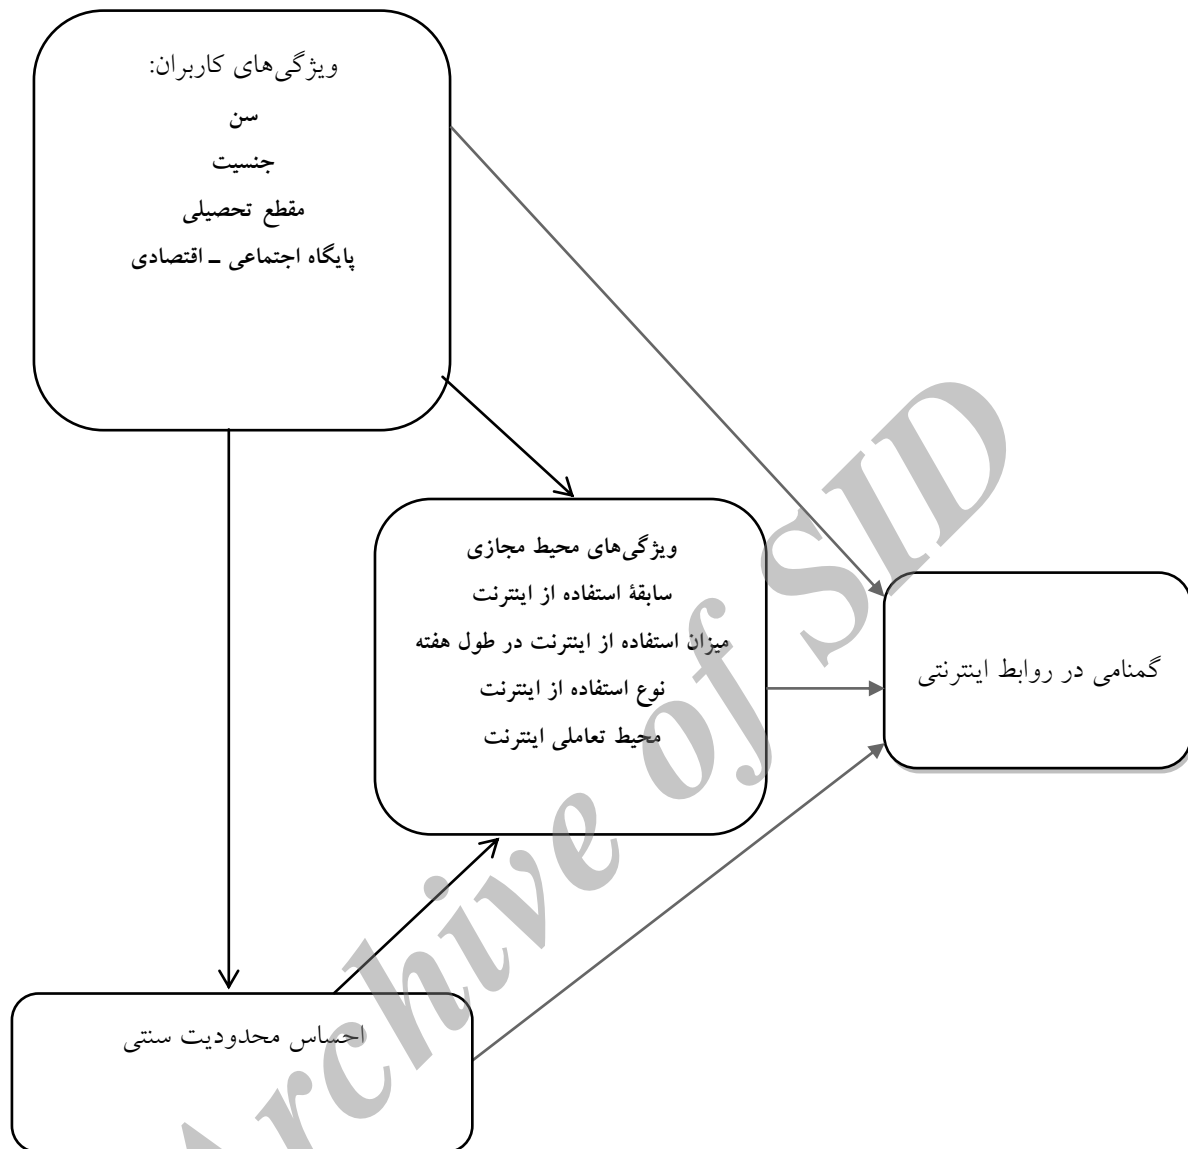 ویژگی‌های کاربران:
سن
جنسیت
مقطع تحصیلی
پایگاه اجتماعی ـ اقتصادی
ویژگی‌های محیط مجازی
سابقۀ استفاده از اینترنت
میزان استفاده از اینترنت در طول هفته
نوع استفاده از اینترنت
محیط تعاملی اینترنت
گمنامی در روابط اینترنتی
احساس محدودیت سنتی
Archive of SID